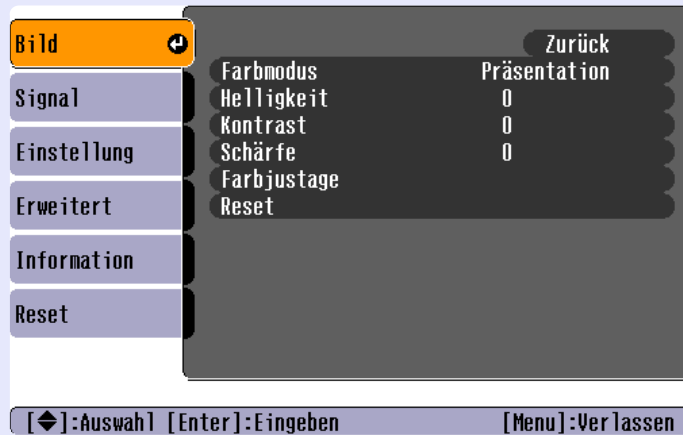 Bild
Signal
Einstellung
Erweitert
Information
Reset
Zurück
Farbmodus Präsentation
Helligkeit 0
Kontrast 0
Schärfe 0
Farbjustage
Reset
[◆]:Auswahl [Enter]:Eingeben [Menu]:Verlassen